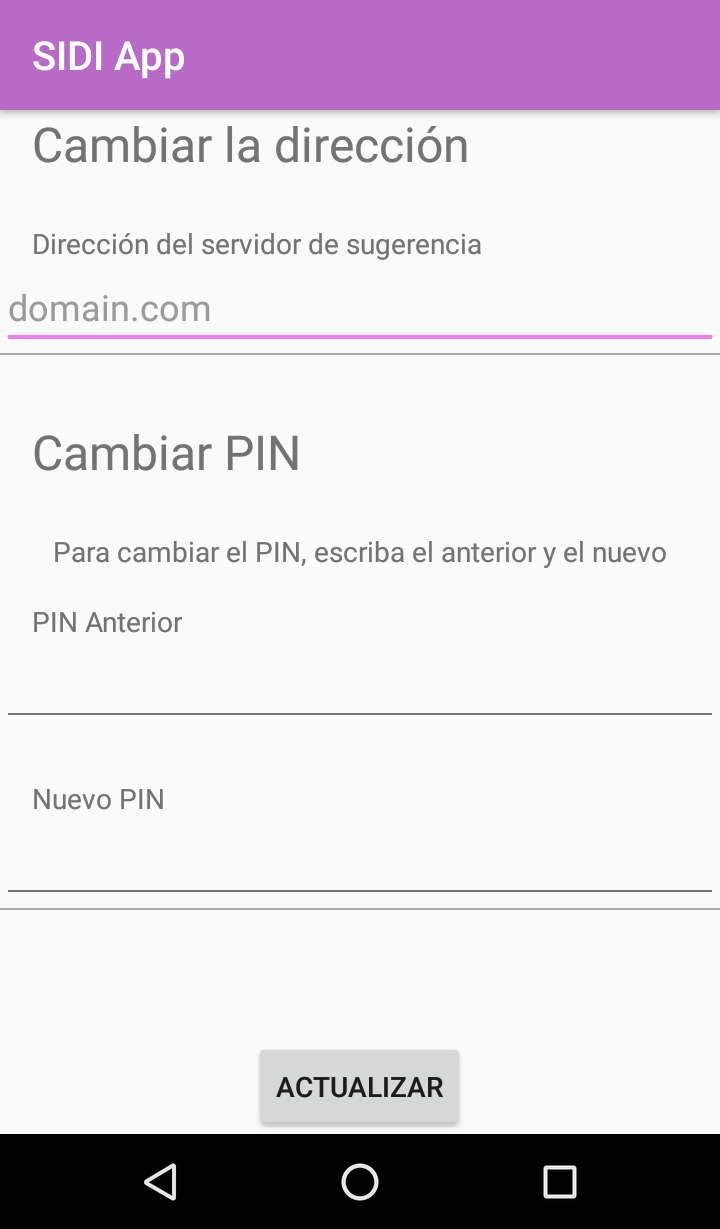 SIDI App
Cambiar la dirección
Dirección del servidor de sugerencia
domain.com
Cambiar PIN
Para cambiar el PIN, escriba el anterior y el nuevo
PIN Anterior
Nuevo PIN
ACTUALIZAR